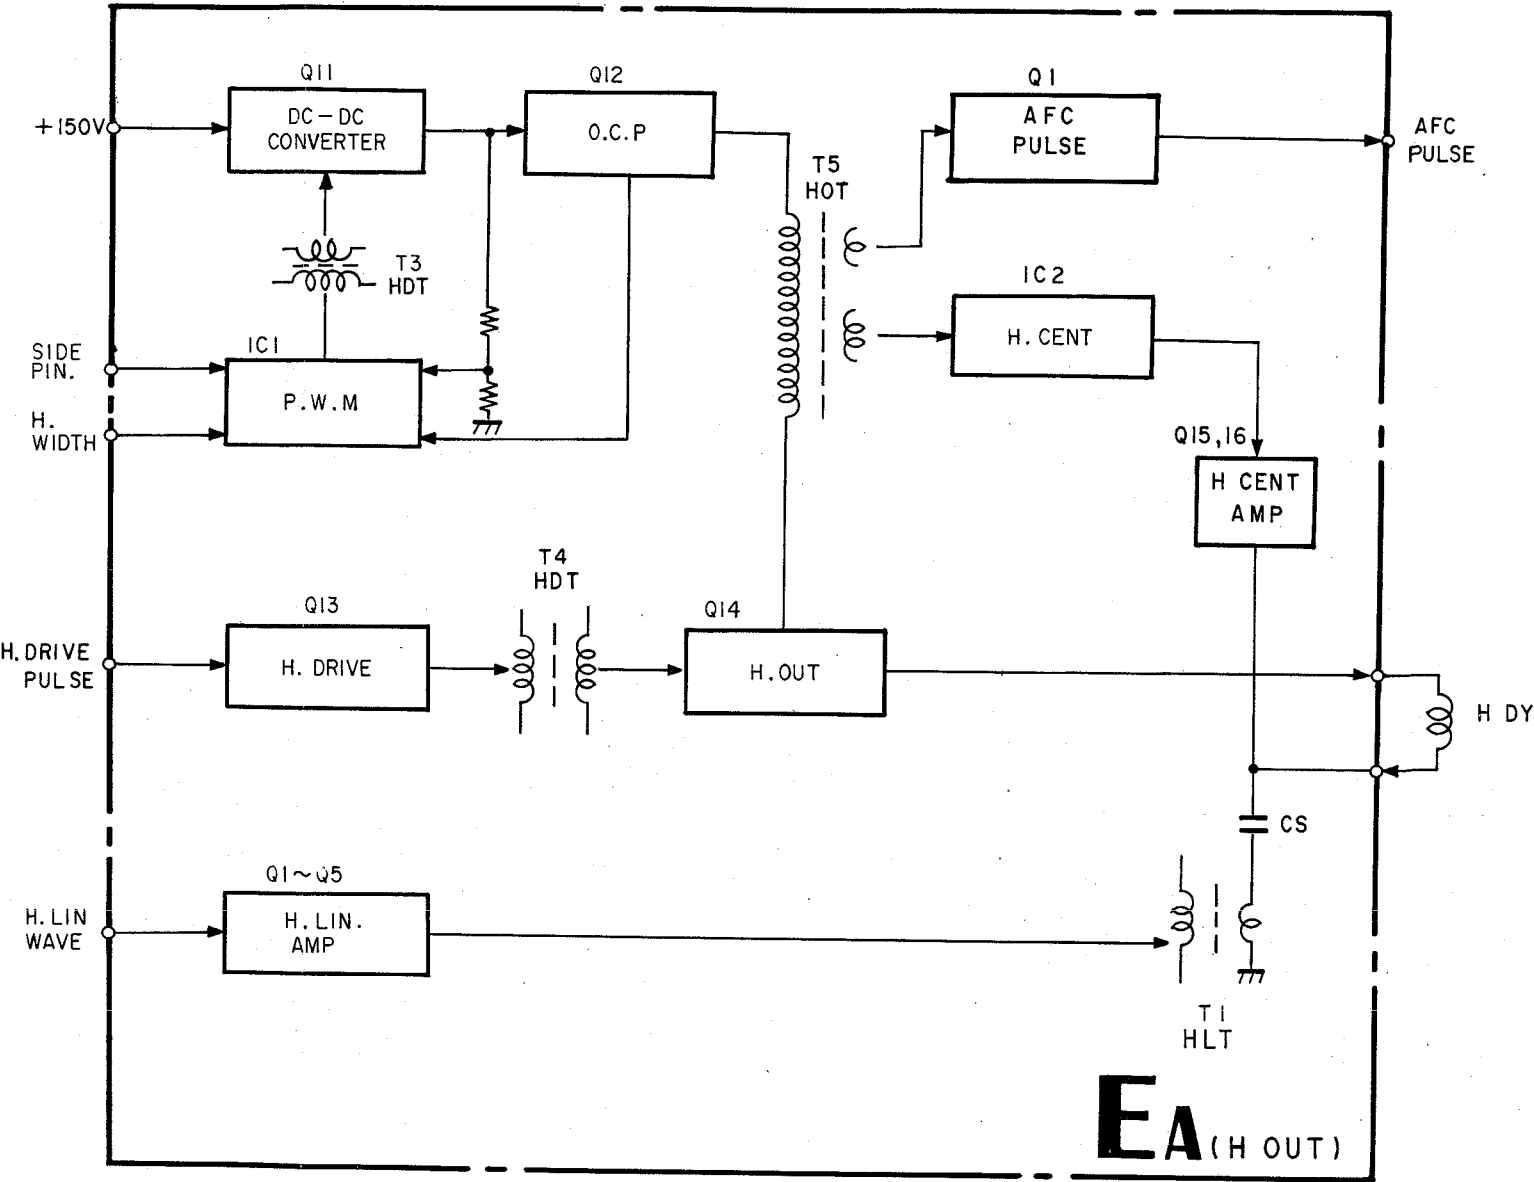 Q11
Q12
Q1
+150V
DC-DC
CONVERTER
O.C.P
AFC
PULSE
AFC
PULSE
T5
HOT
T3
HDT
IC2
H. CENT
SIDE
PIN.
IC1
P.W.M
H.
WIDTH
Q15,16
H CENT
AMP
T4
HDT
Q13
Q14
H. DRIVE
PULSE
H. DRIVE
H. OUT
H DY
CS
Q1~Q5
H. LIN
WAVE
H. LIN.
AMP
T1
HLT
EA (H OUT)